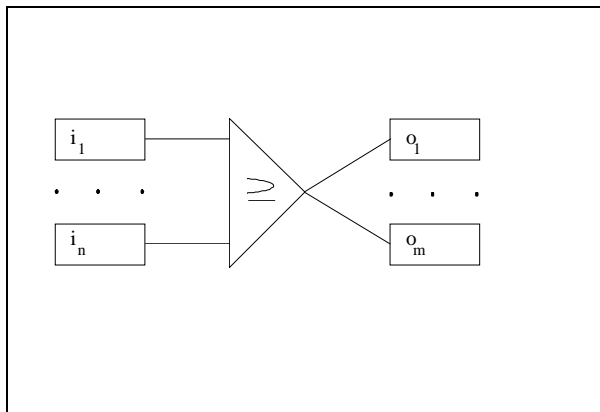 i₁ o₁
. . . ⊇ . . .
iₙ oₘ